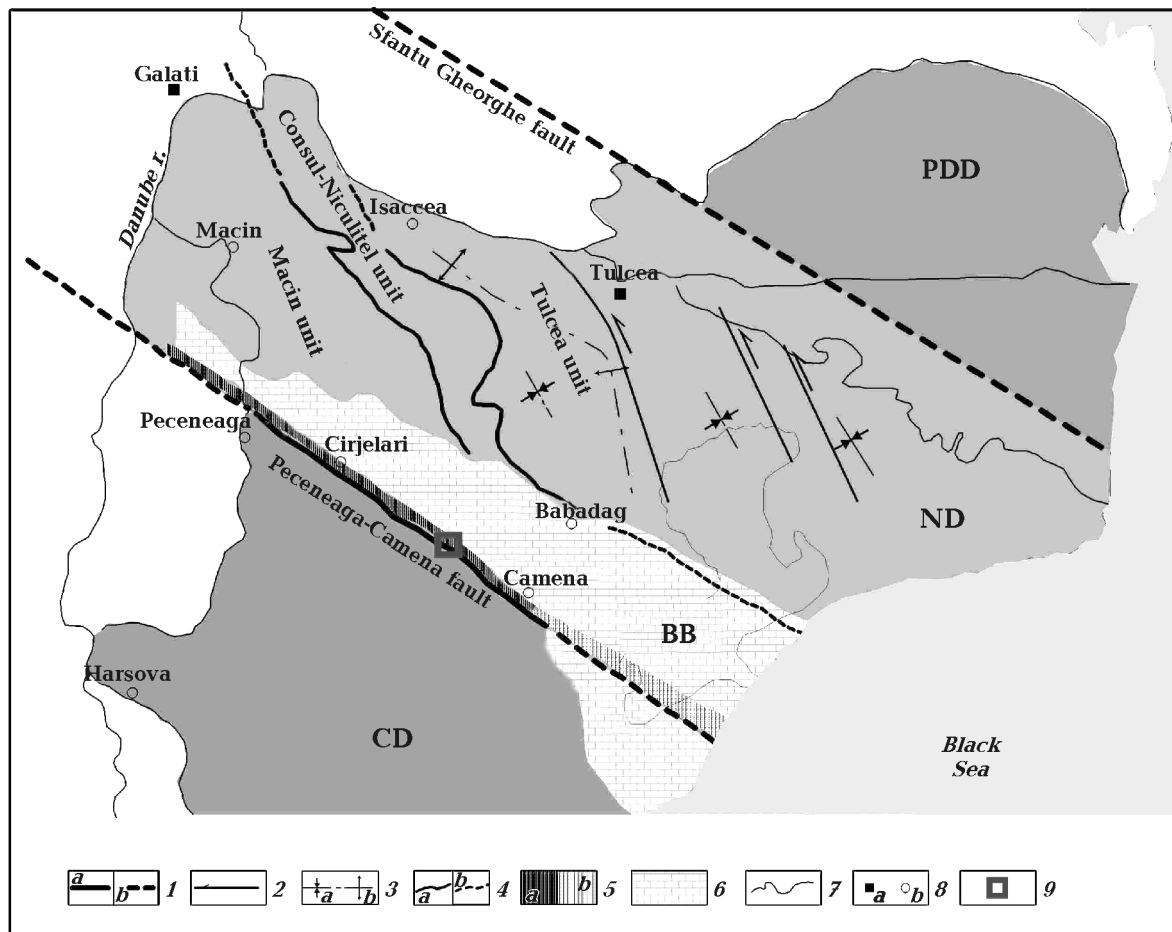 Sfantu Gheorghe fault
Galati
Consul-Niculitel unit
PDD
Danube r.
Isaccea
Macin
Macin unit
Tulcea
Tulcea unit
Peceneaga
Cirjelari
Peceneaga-Camena fault
Babadag
ND
Camena
BB
Harsova
CD
Black
Sea
a b 1 2 a b 3 a b 4 a b 5 6 7 a b 8 9